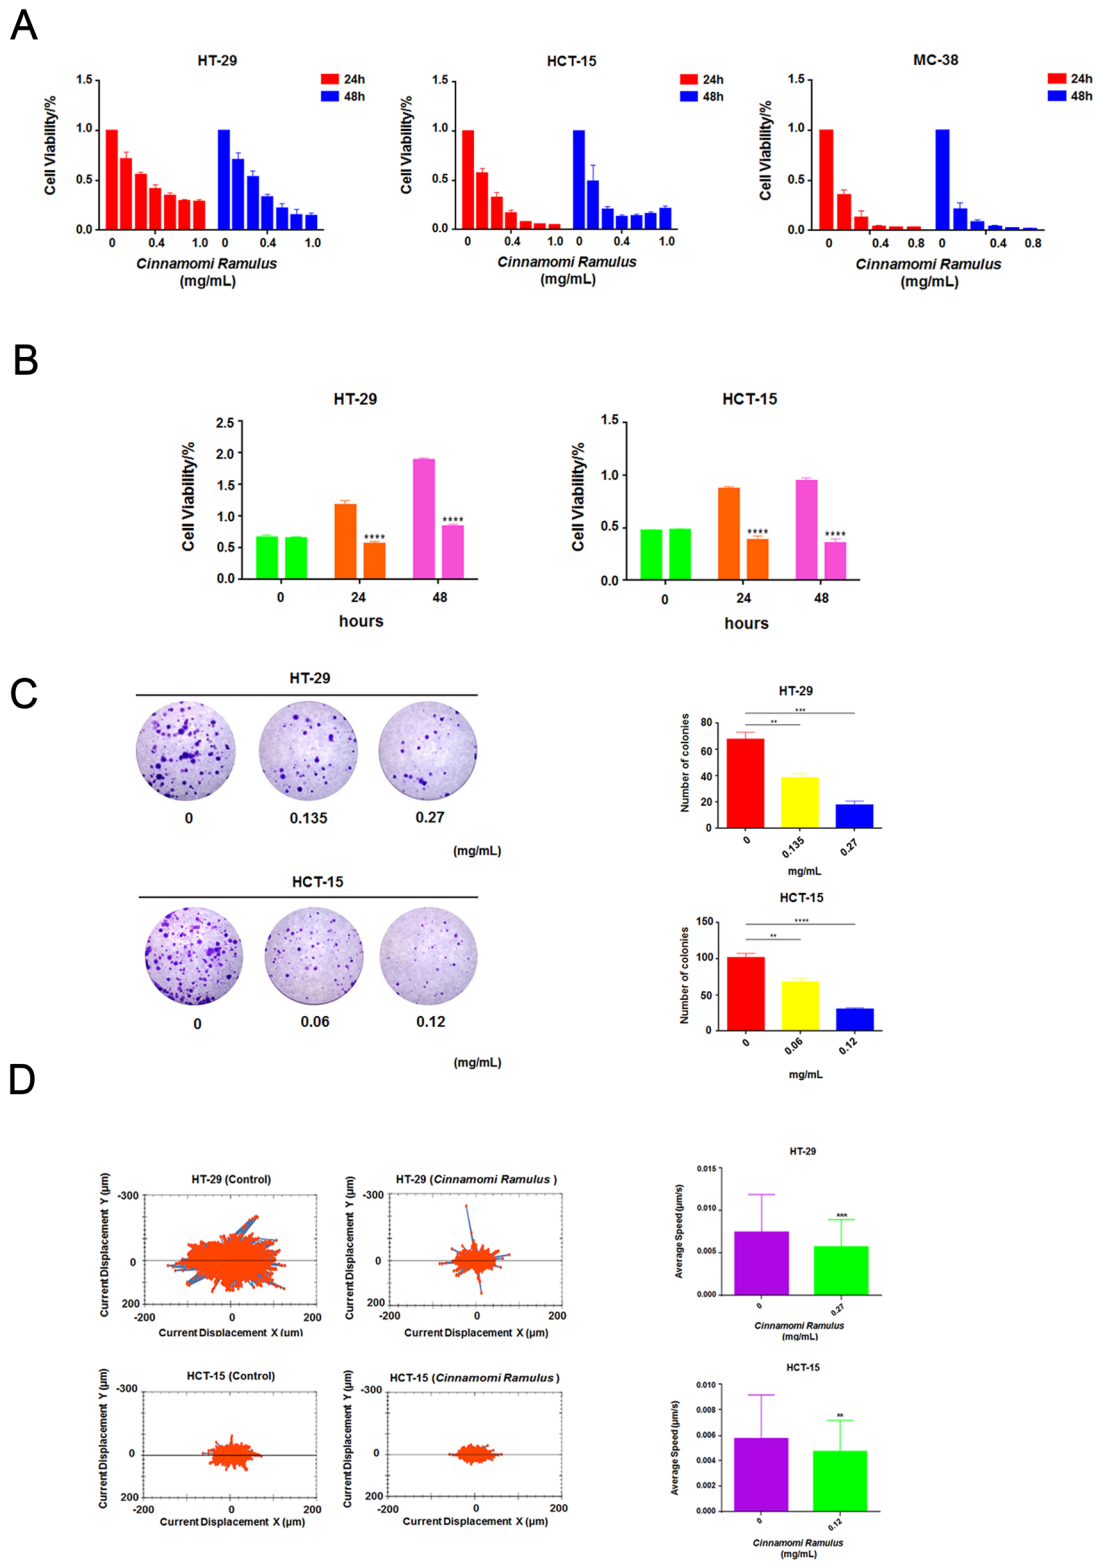 A
HT-29
24h
48h
Cell Viability/%
1.5
1.0
0.5
0.0
0 0.4 1.0 0 0.4 1.0
Cinnamomi Ramulus
(mg/mL)
HCT-15
24h
48h
Cell Viability/%
1.5
1.0
0.5
0.0
0 0.4 1.0 0 0.4 1.0
Cinnamomi Ramulus
(mg/mL)
MC-38
24h
48h
Cell Viability/%
1.5
1.0
0.5
0.0
0 0.4 0.8 0 0.4 0.8
Cinnamomi Ramulus
(mg/mL)
B
HT-29
Cell Viability/%
2.5
2.0
1.5
1.0
0.5
0.0
****
****
0 24 48
hours
HCT-15
Cell Viability/%
1.5
1.0
0.5
0.0
****
****
0 24 48
hours
C
HT-29
0 0.135 0.27
(mg/mL)
HCT-15
0 0.06 0.12
(mg/mL)
HT-29
Number of colonies
80
60
40
20
0
***
**
0 0.135 0.27
mg/mL
HCT-15
Number of colonies
150
100
50
0
****
**
0 0.06 0.12
mg/mL
D
HT-29 (Control)
Current Displacement Y (µm)
-300
0
200
-200 0 200
Current Displacement X (µm)
HT-29 (Cinnamomi Ramulus )
Current Displacement Y (µm)
-300
0
200
-200 0 200
Current Displacement X (µm)
HT-29
Average Speed (µm/s)
0.015
0.010
0.005
0.000
***
0 0.27
Cinnamomi Ramulus
(mg/mL)
HCT-15 (Control)
Current Displacement Y (µm)
-300
0
200
-200 0 200
Current Displacement X (µm)
HCT-15 (Cinnamomi Ramulus )
Current Displacement Y (µm)
-300
0
200
-200 0 200
Current Displacement X (µm)
HCT-15
Average Speed (µm/s)
0.010
0.008
0.006
0.004
0.002
0.000
**
0 0.12
Cinnamomi Ramulus
(mg/mL)